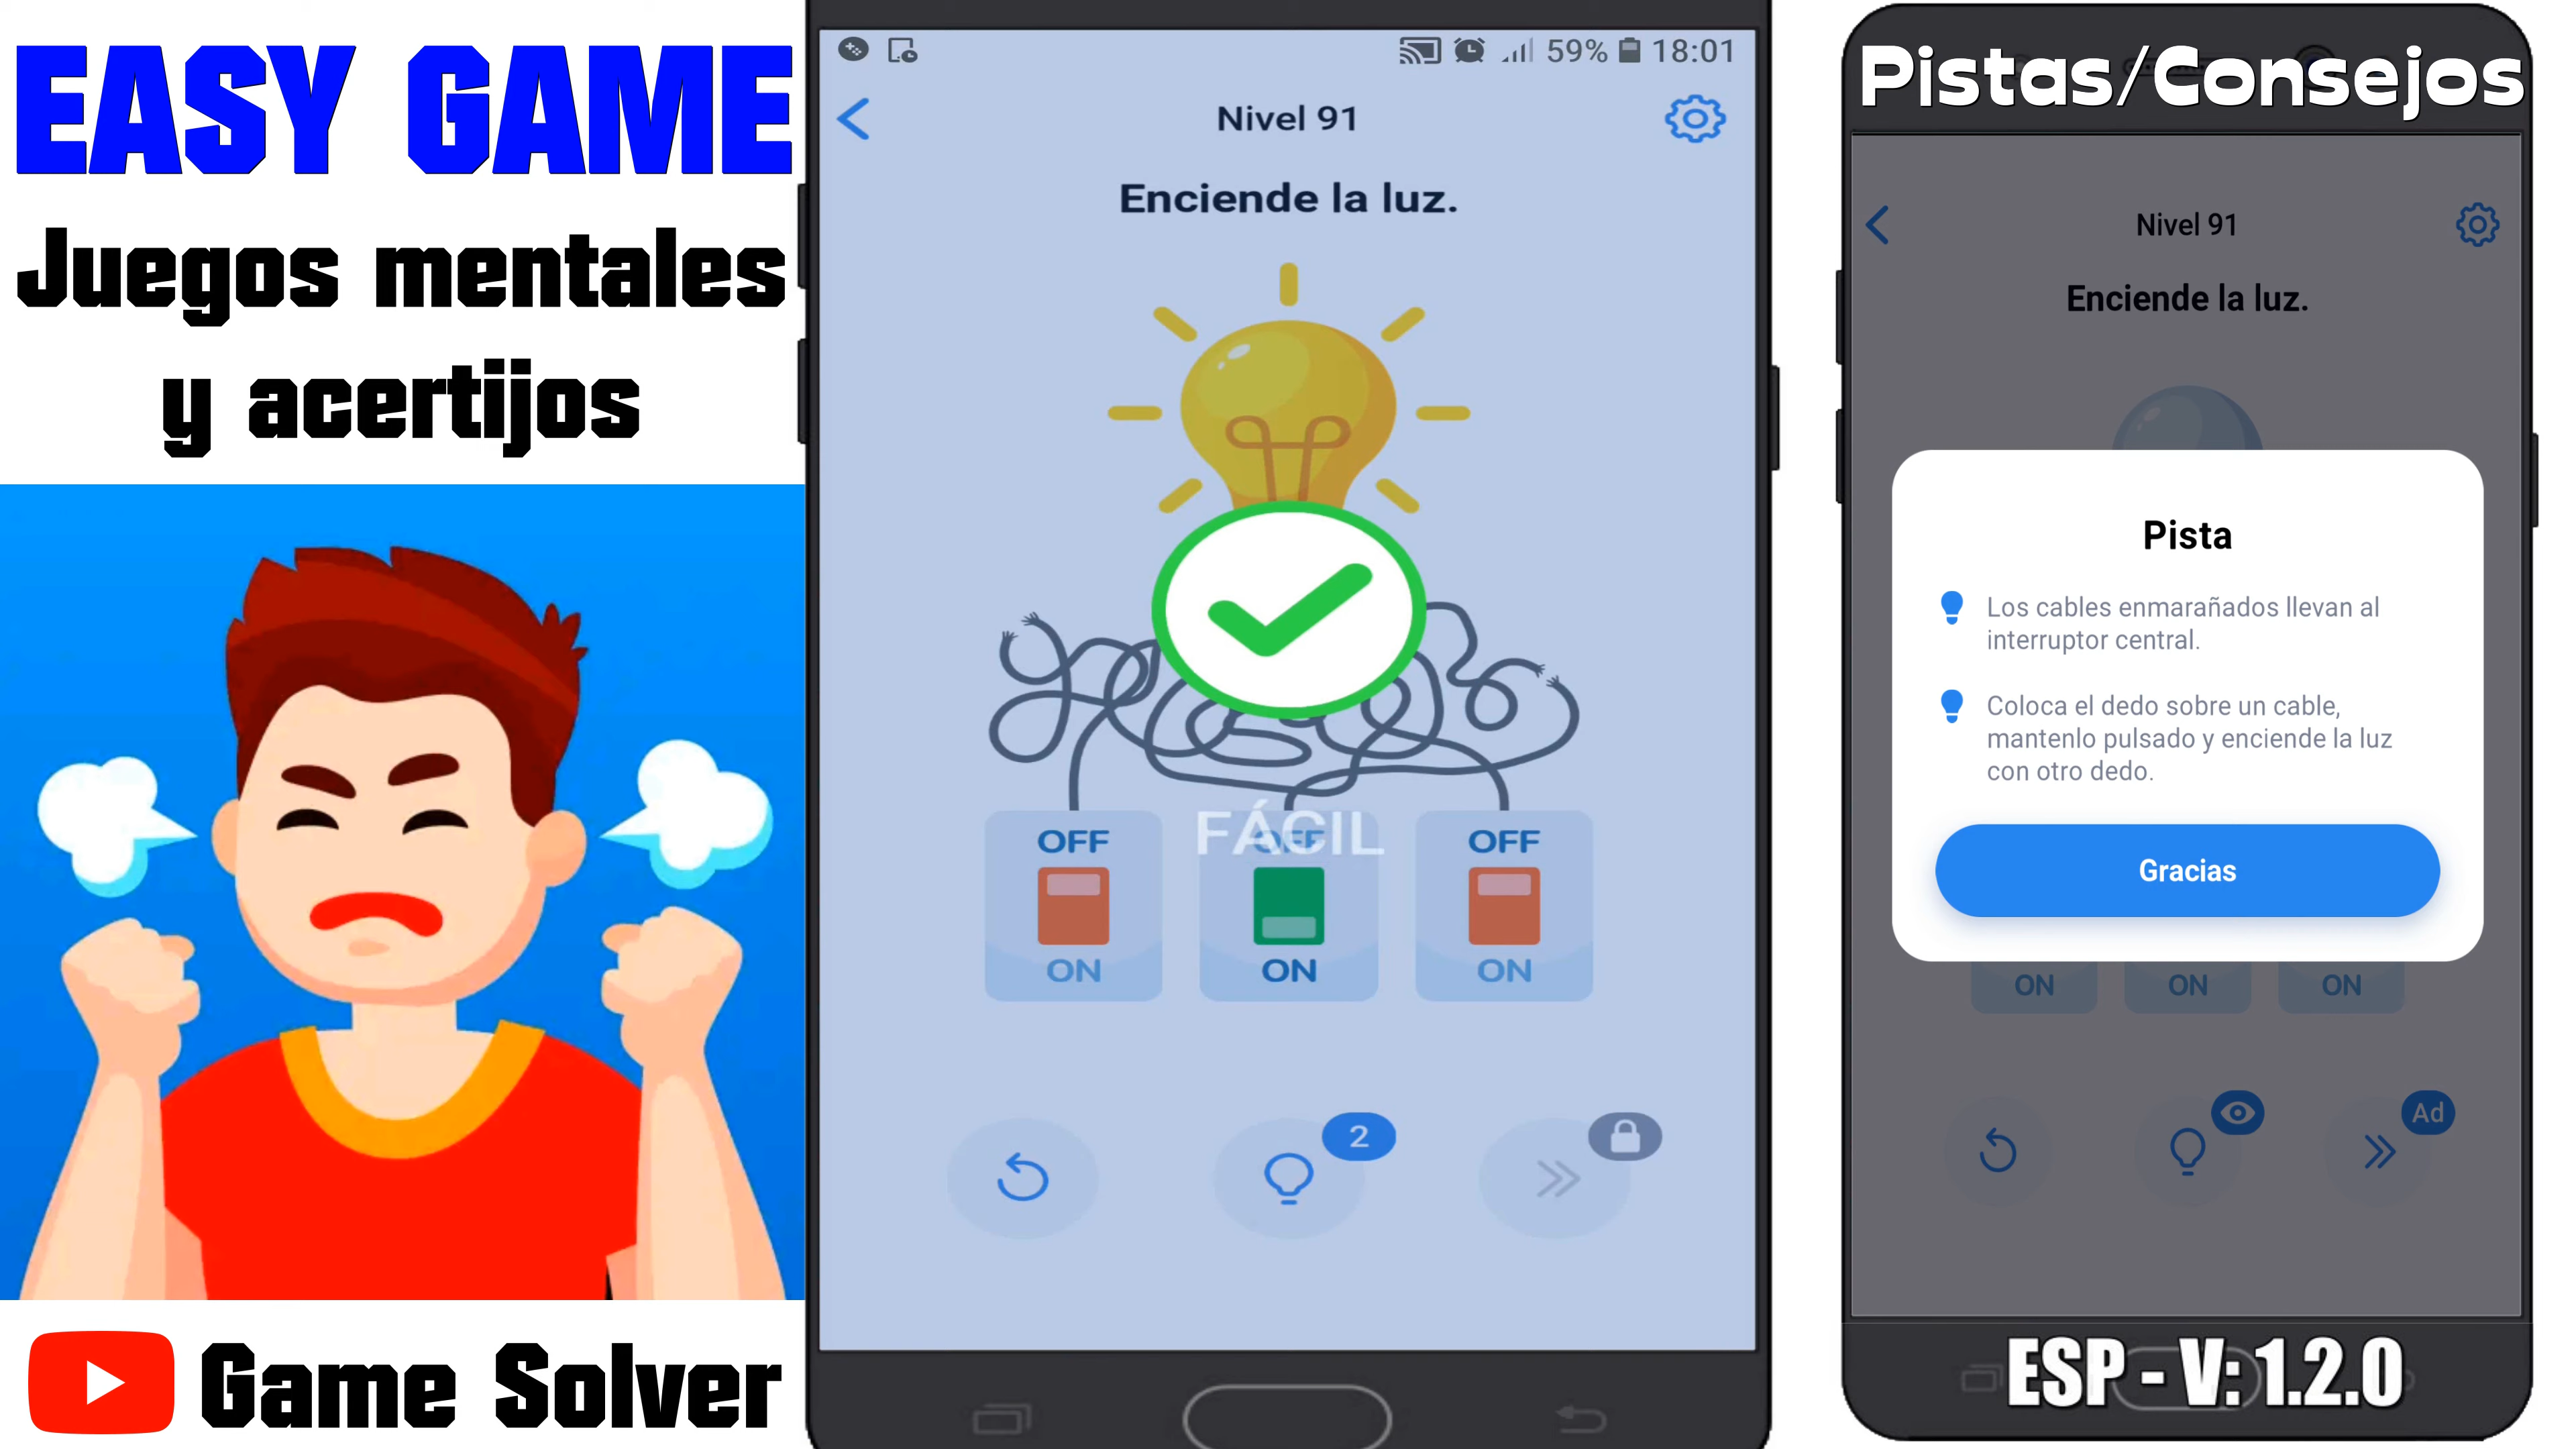 EASY GAME
Juegos mentales
y acertijos
Game Solver
59% 18:01
Nivel 91
Enciende la luz.
FÁCIL
OFF OFF OFF
ON ON ON
2
Pistas/Consejos
Nivel 91
Enciende la luz.
Pista
Los cables enmarañados llevan al
interruptor central.
Coloca el dedo sobre un cable,
mantenlo pulsado y enciende la luz
con otro dedo.
Gracias
ON ON ON
Ad
ESP - V: 1.2.0